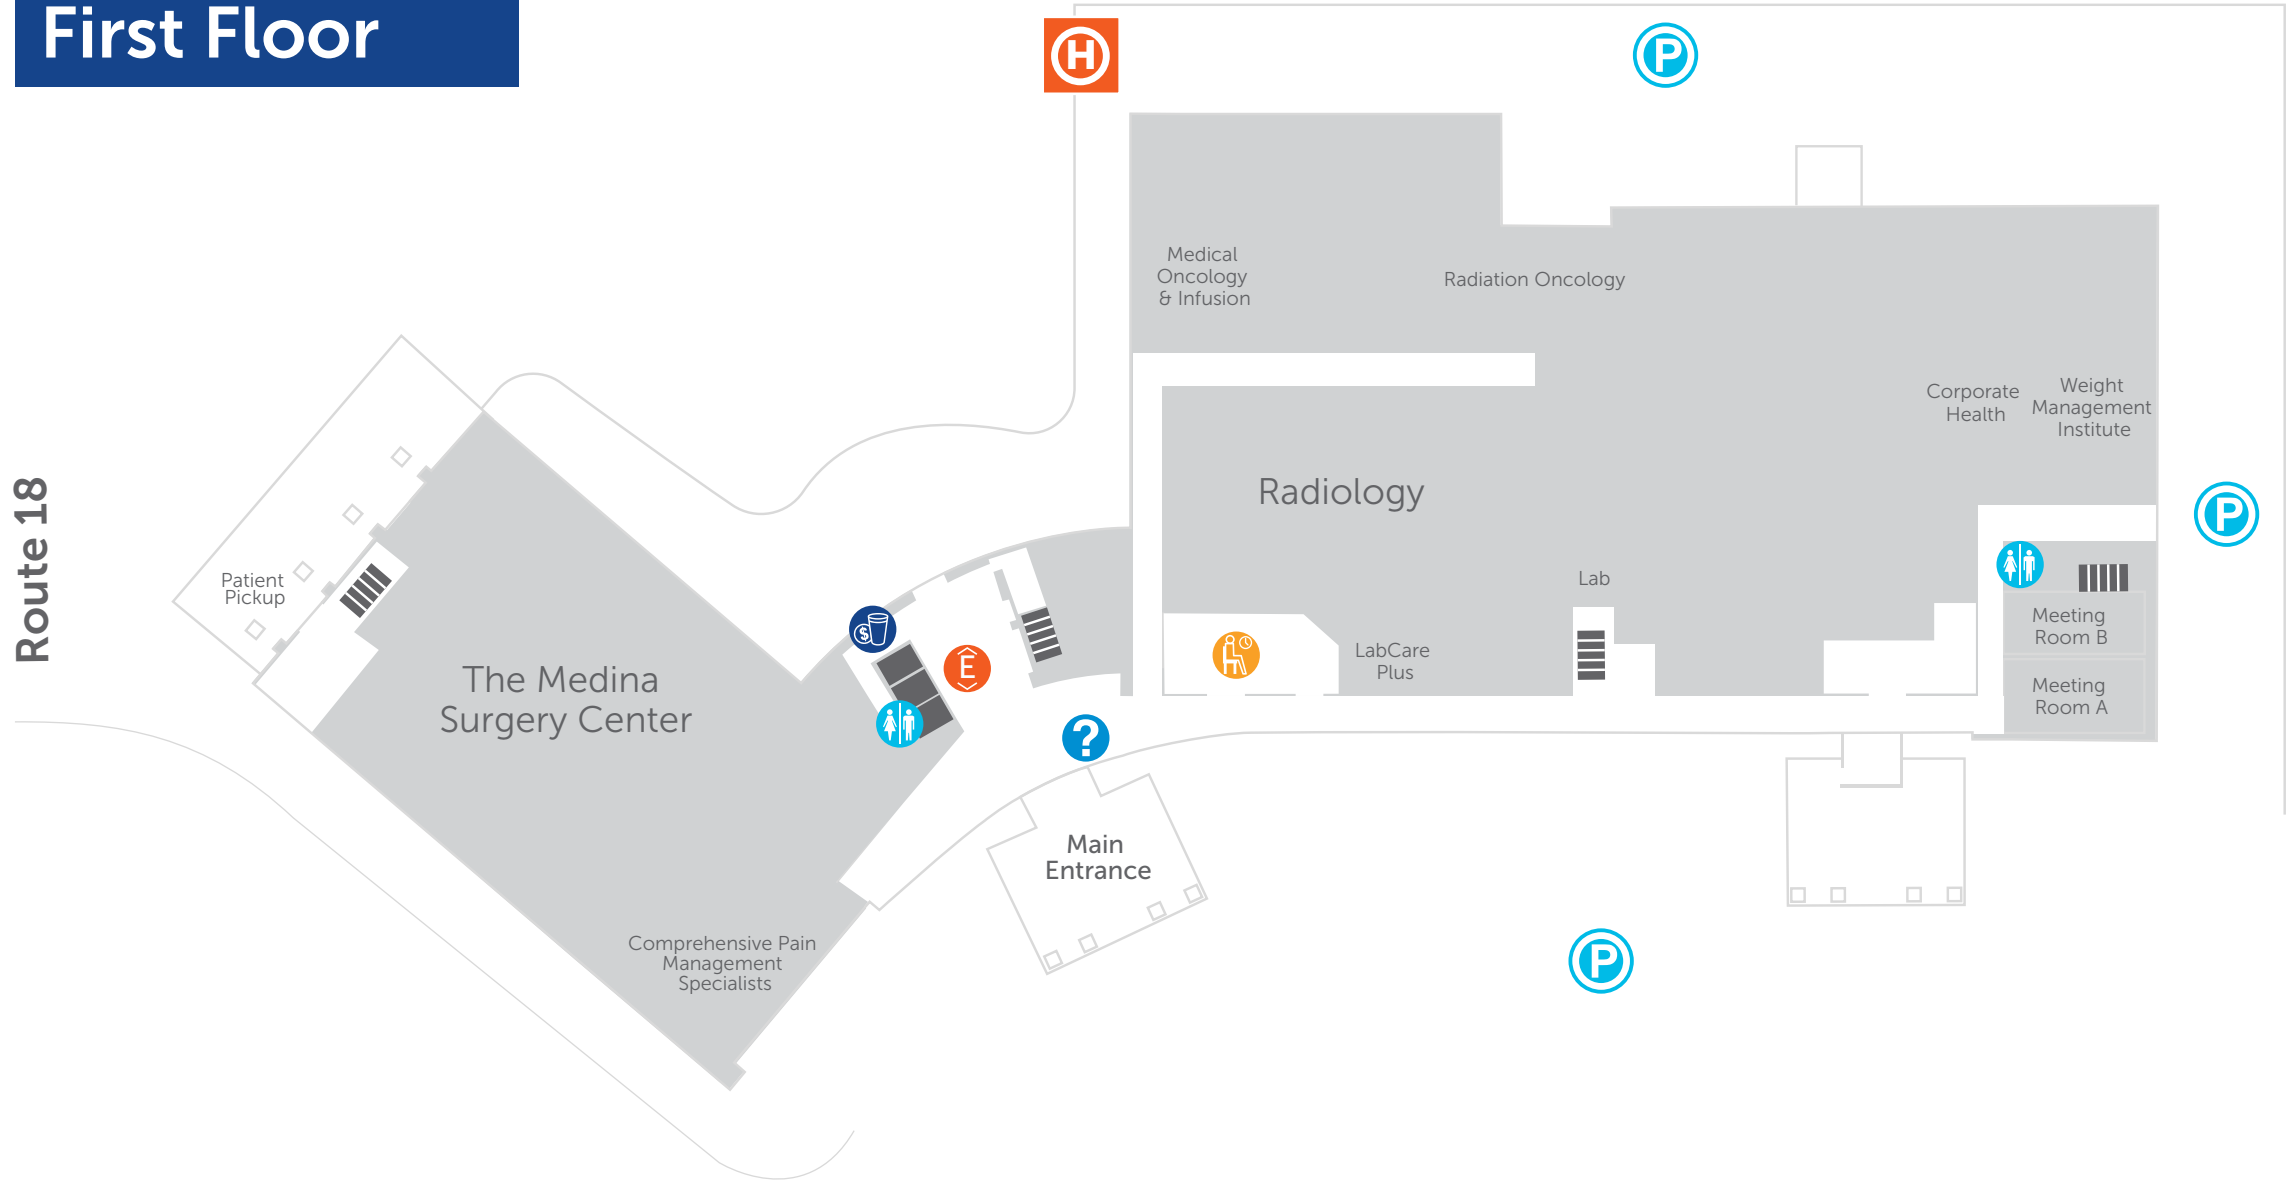 First Floor
H
P
Medical
Oncology
& Infusion
Radiation Oncology
Corporate
Health
Weight
Management
Institute
Route 18
Radiology
P
Patient
Pickup
Lab
Meeting
Room B
$
E
LabCare
Plus
The Medina
Surgery Center
Meeting
Room A
?
Main
Entrance
Comprehensive Pain
Management
Specialists
P